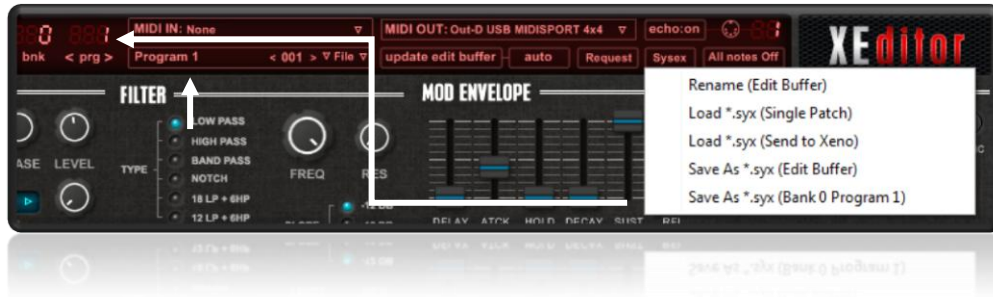 MIDI IN: None
MIDI OUT: Out-D USB MIDISPORT 4x4
echo:on
0 1 1
XEditor
bnk < prg > Program 1 < 001 > File update edit buffer auto Request Sysex All notes Off
FILTER
MOD ENVELOPE
Rename (Edit Buffer)
Load *.syx (Single Patch)
Load *.syx (Send to Xeno)
Save As *.syx (Edit Buffer)
Save As *.syx (Bank 0 Program 1)
LEVEL
TYPE
LOW PASS
HIGH PASS
BAND PASS
NOTCH
18 LP + 6HP
12 LP + 6HP
FREQ
RES
DELAY ATCK HOLD DECAY SUST REL